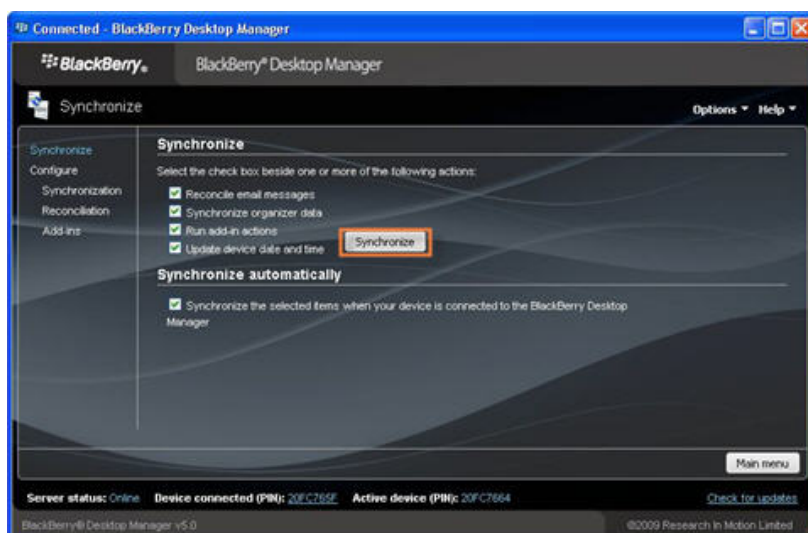 Connected - BlackBerry Desktop Manager
BlackBerry® BlackBerry® Desktop Manager
Synchronize
Options Help
Synchronize
Configure
Synchronization
Reconciliation
Add-ins
Synchronize
Select the check box beside one or more of the following actions:
Reconcile email messages
Synchronize organizer data
Run add-in actions
Update device date and time
Synchronize
Synchronize automatically
Synchronize the selected items when your device is connected to the BlackBerry Desktop
Manager
Main menu
Server status: Online Device connected (PIN): 20FC765F Active device (PIN): 20FC7664 Check for updates
BlackBerry® Desktop Manager v5.0 ©2009 Research In Motion Limited